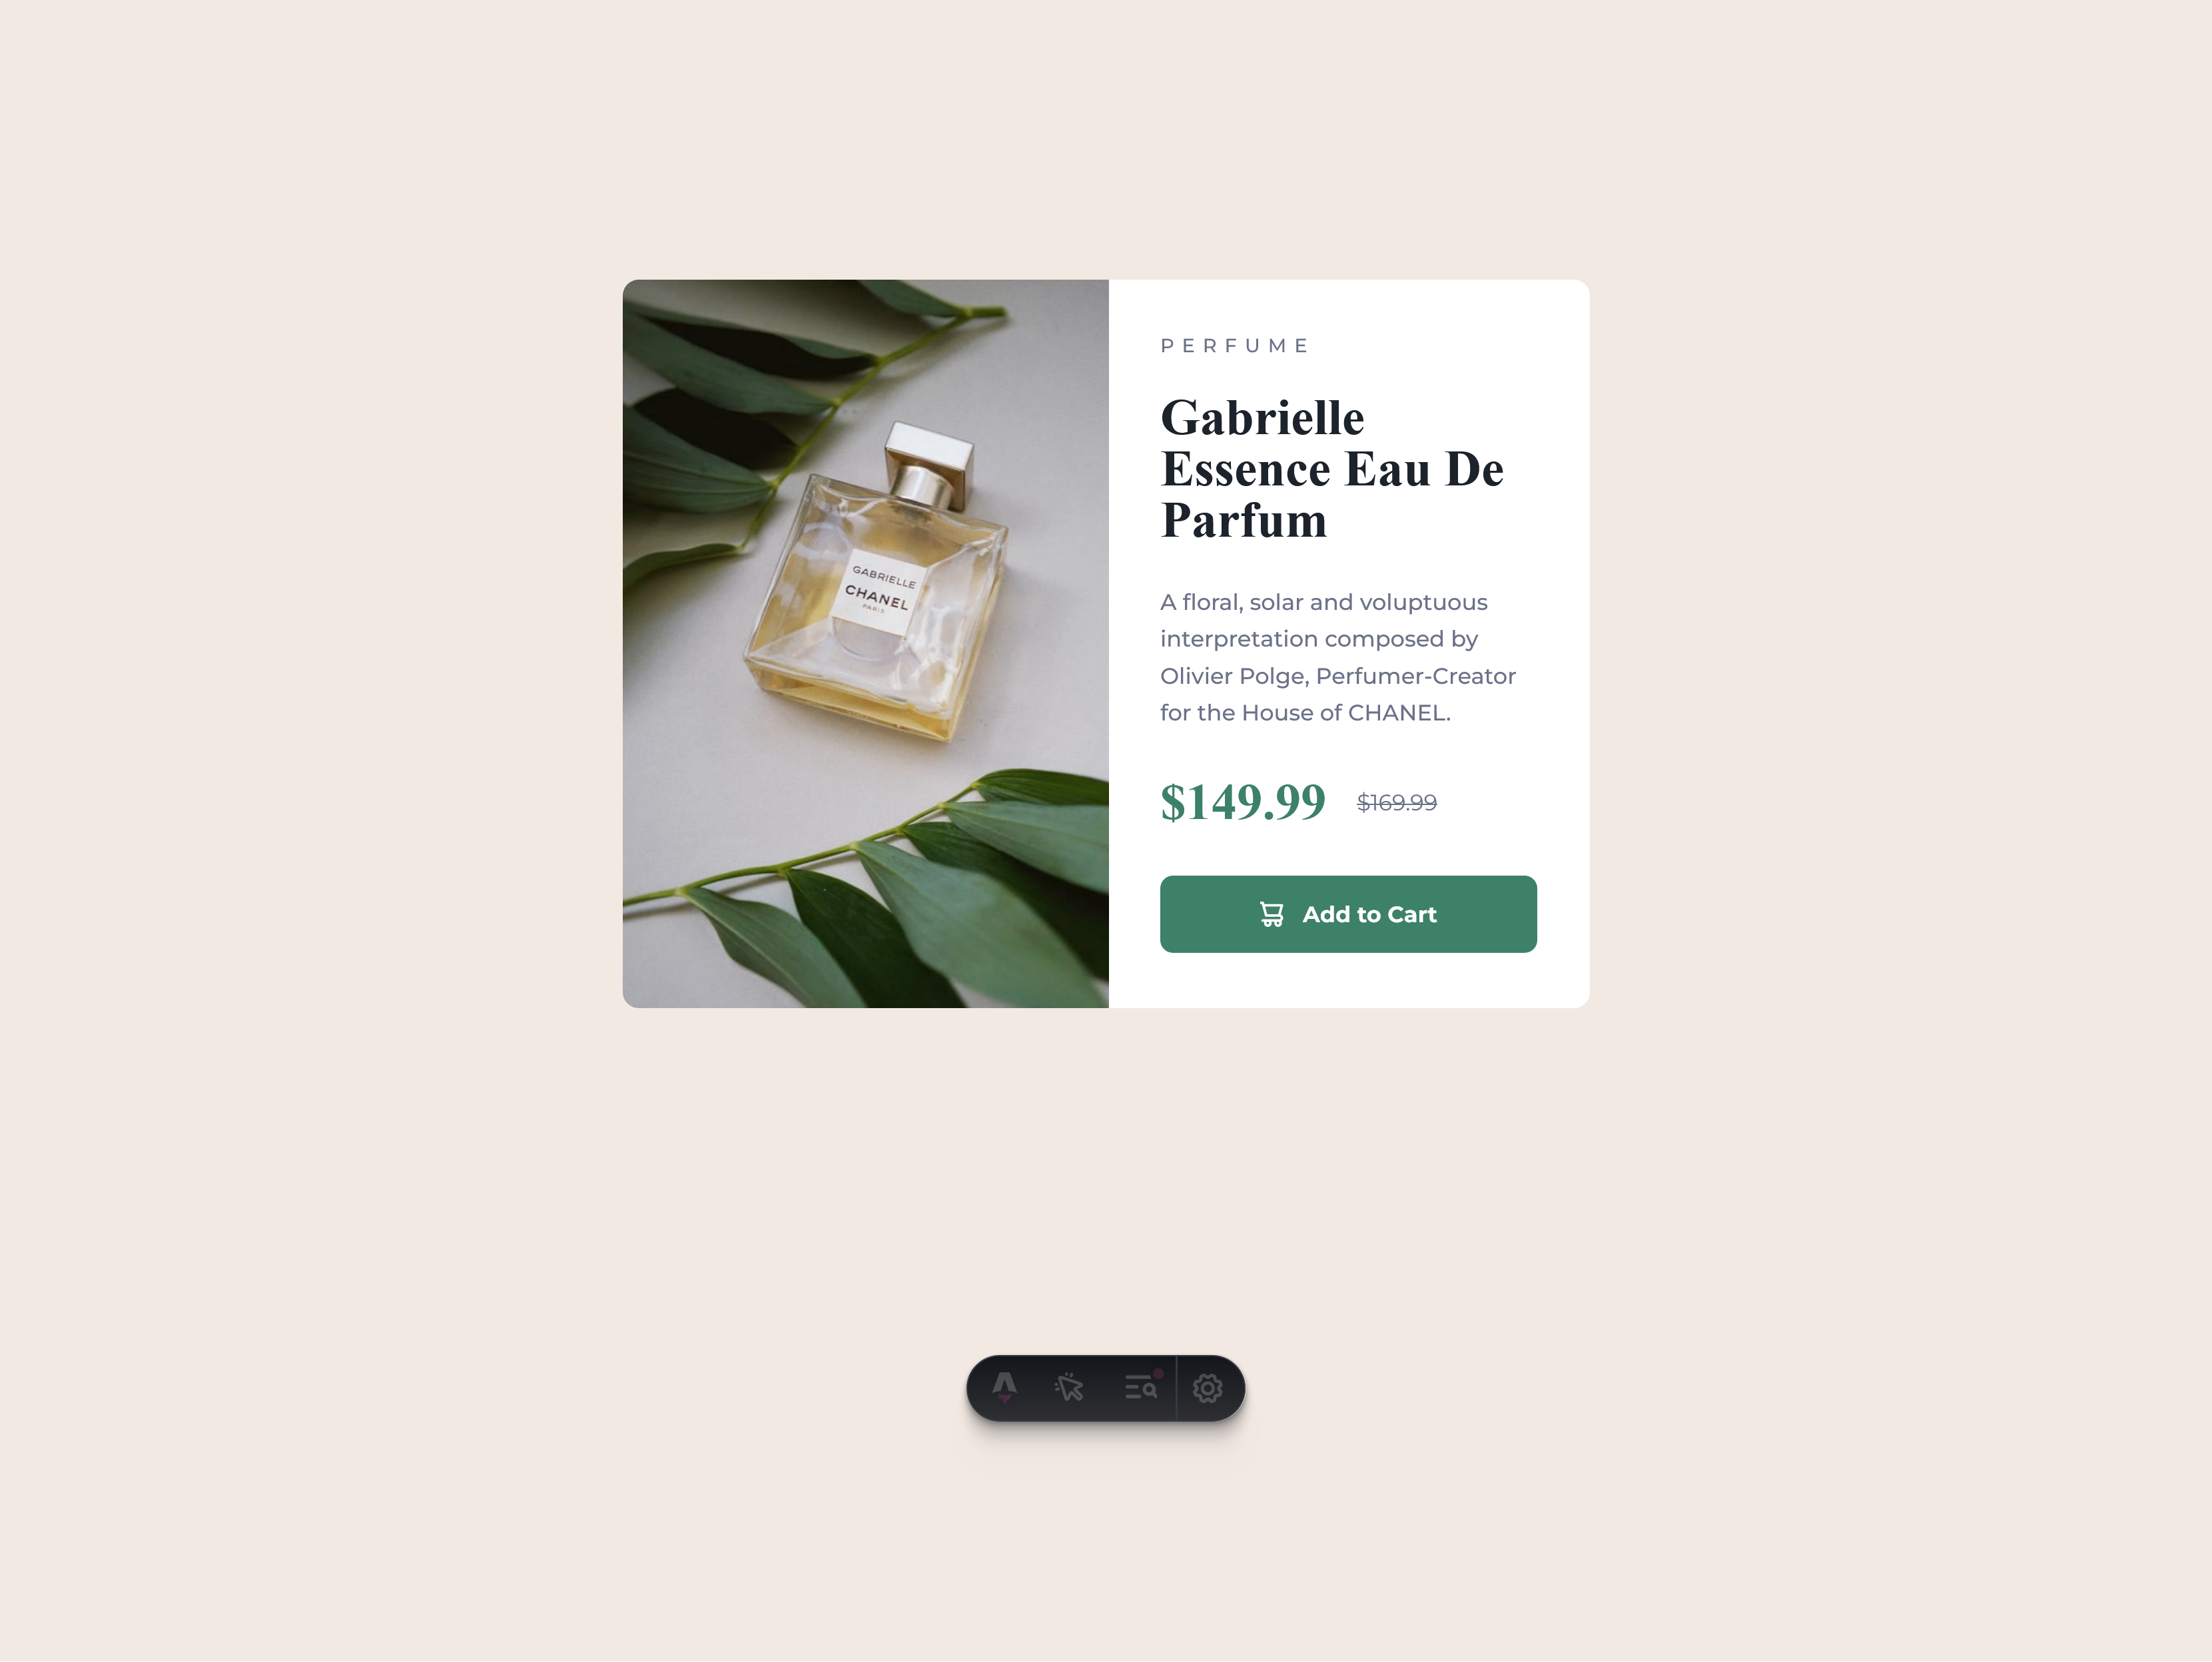 GABRIELLE
CHANEL
PARIS
PERFUME
Gabrielle
Essence Eau De
Parfum
A floral, solar and voluptuous
interpretation composed by
Olivier Polge, Perfumer-Creator
for the House of CHANEL.
$149.99 $169.99
Add to Cart